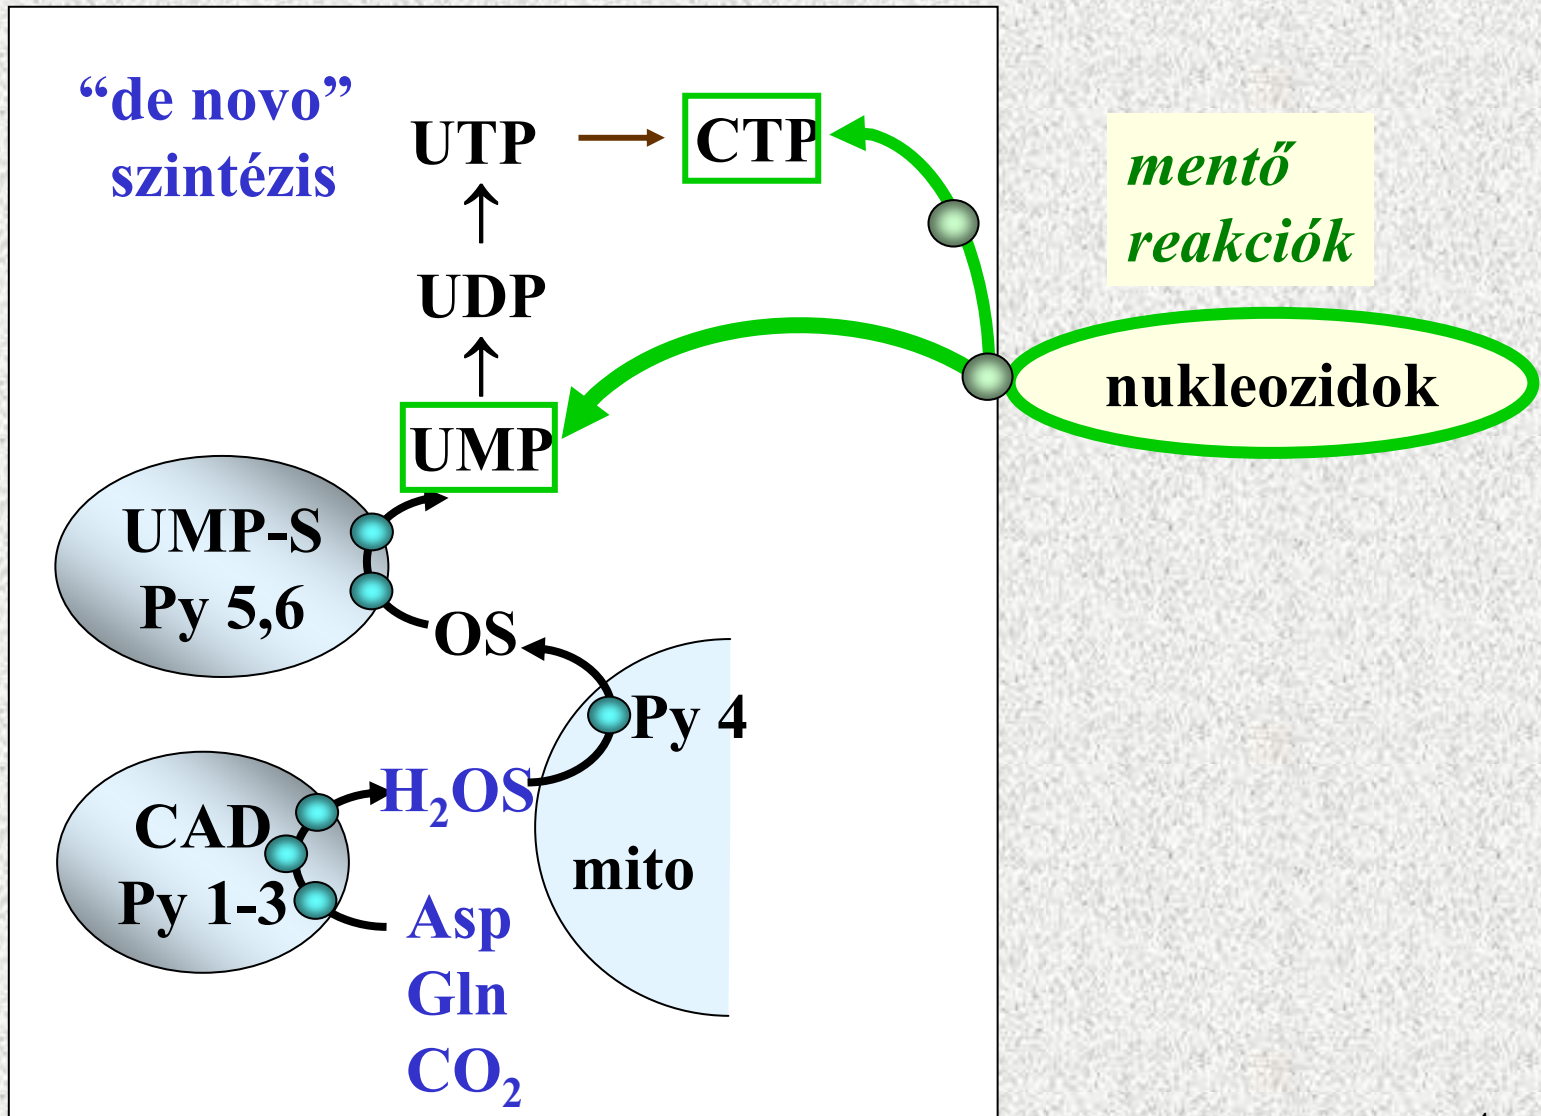 “de novo”
szintézis
UTP
CTP
mentő
reakciók
UDP
nukleozidok
UMP
UMP-S
Py 5,6
OS
Py 4
H₂OS
CAD
Py 1-3
mito
Asp
Gln
CO₂